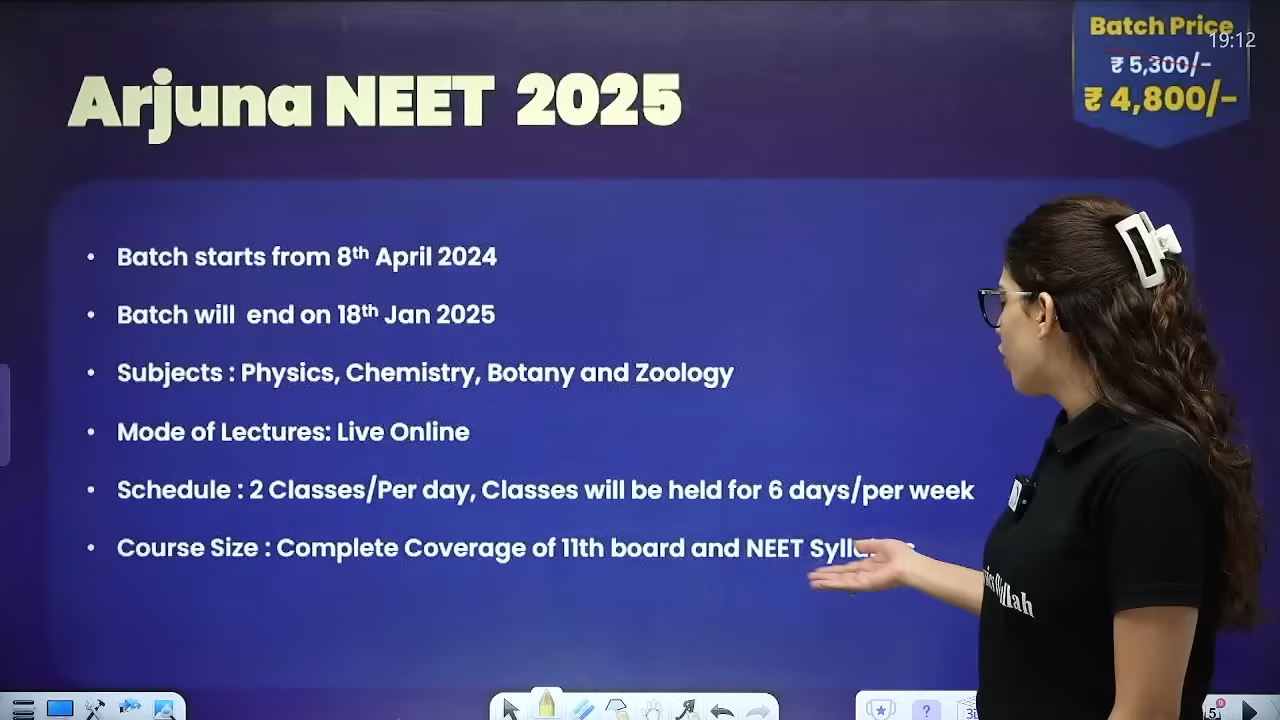 Batch Price
19:12
₹ 5,300/-
₹ 4,800/-
Arjuna NEET 2025
• Batch starts from 8th April 2024
• Batch will end on 18th Jan 2025
• Subjects : Physics, Chemistry, Botany and Zoology
• Mode of Lectures: Live Online
• Schedule : 2 Classes/Per day, Classes will be held for 6 days/per week
• Course Size : Complete Coverage of 11th board and NEET